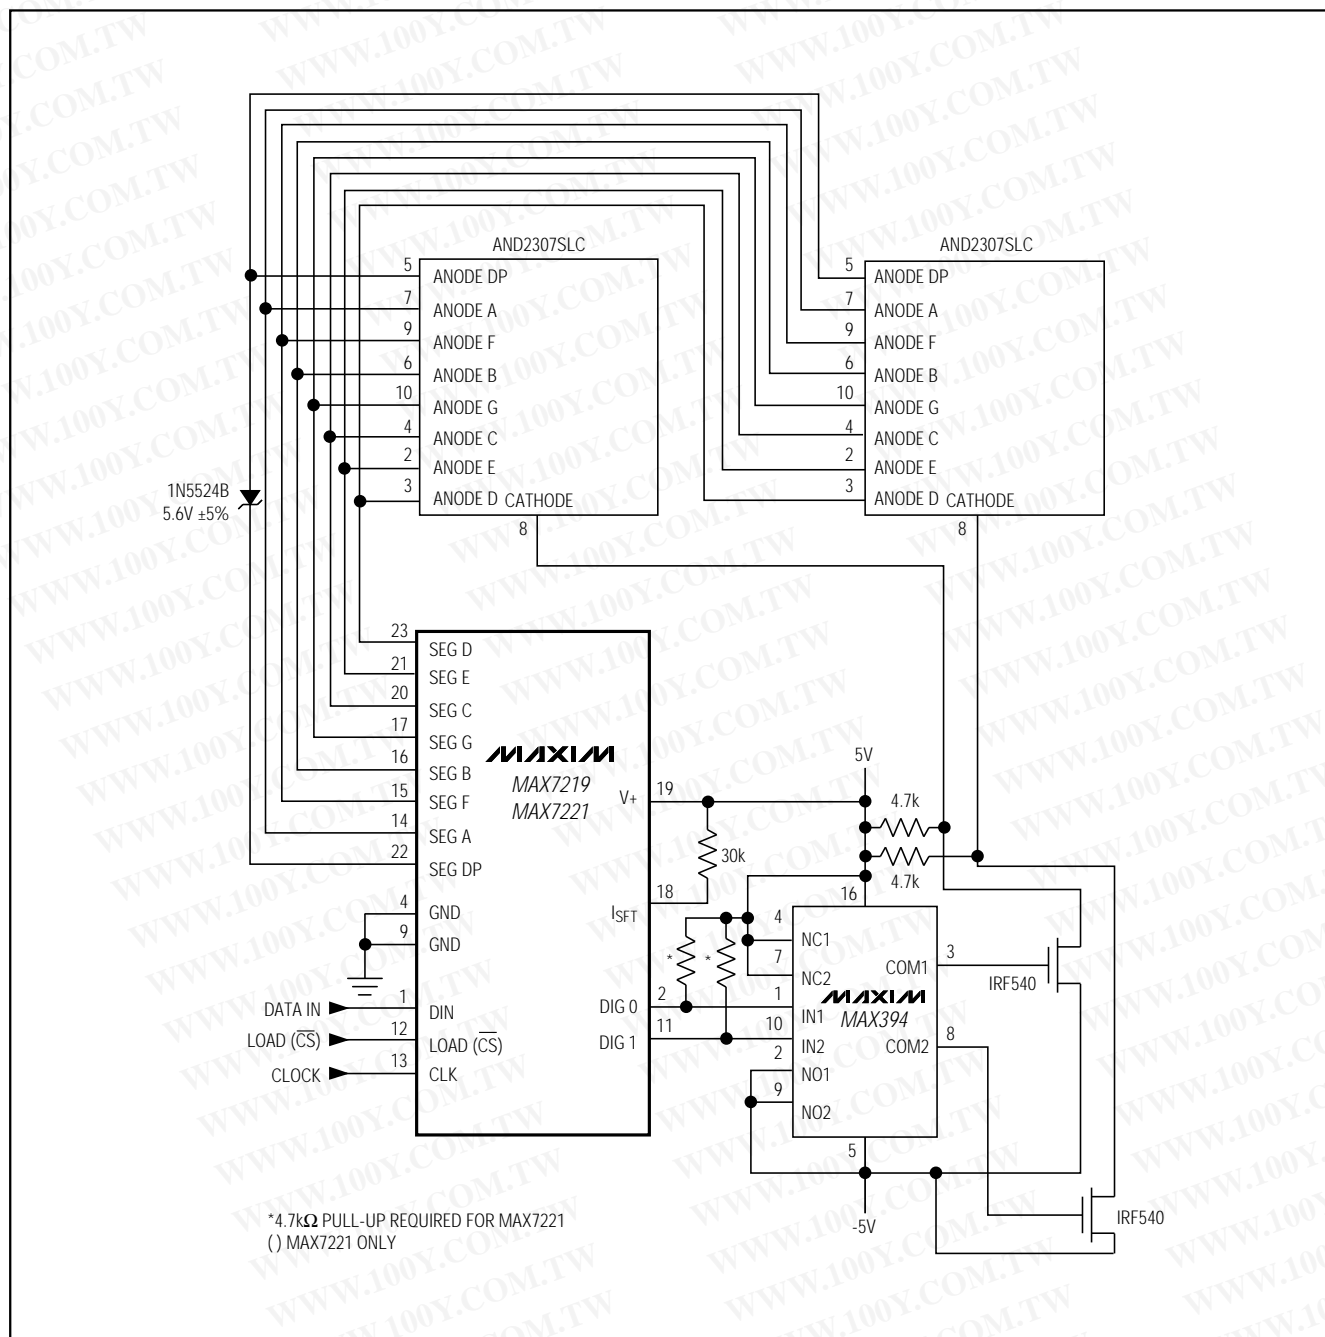 AND2307SLC
5 ANODE DP
7 ANODE A
9 ANODE F
6 ANODE B
10 ANODE G
4 ANODE C
2 ANODE E
3 ANODE D CATHODE
8
AND2307SLC
5 ANODE DP
7 ANODE A
9 ANODE F
6 ANODE B
10 ANODE G
4 ANODE C
2 ANODE E
3 ANODE D CATHODE
8
1N5524B
5.6V ±5%
23 SEG D
21 SEG E
20 SEG C
17 SEG G
16 SEG B
15 SEG F
14 SEG A
22 SEG DP
4 GND
9 GND
DATA IN 1 DIN
LOAD (CS) 12 LOAD (CS)
CLOCK 13 CLK
MAXIM
MAX7219
MAX7221
V+ 19
ISFT 18
DIG 0 2
DIG 1 11
30k
*
*
5V
4.7k
4.7k
16
4 NC1
7 NC2
1 IN1
10 IN2
2 NO1
9 NO2
MAXIM
MAX394
COM1 3
COM2 8
5
-5V
IRF540
IRF540
*4.7kΩ PULL-UP REQUIRED FOR MAX7221
( ) MAX7221 ONLY
WWW.100Y.COM.TW